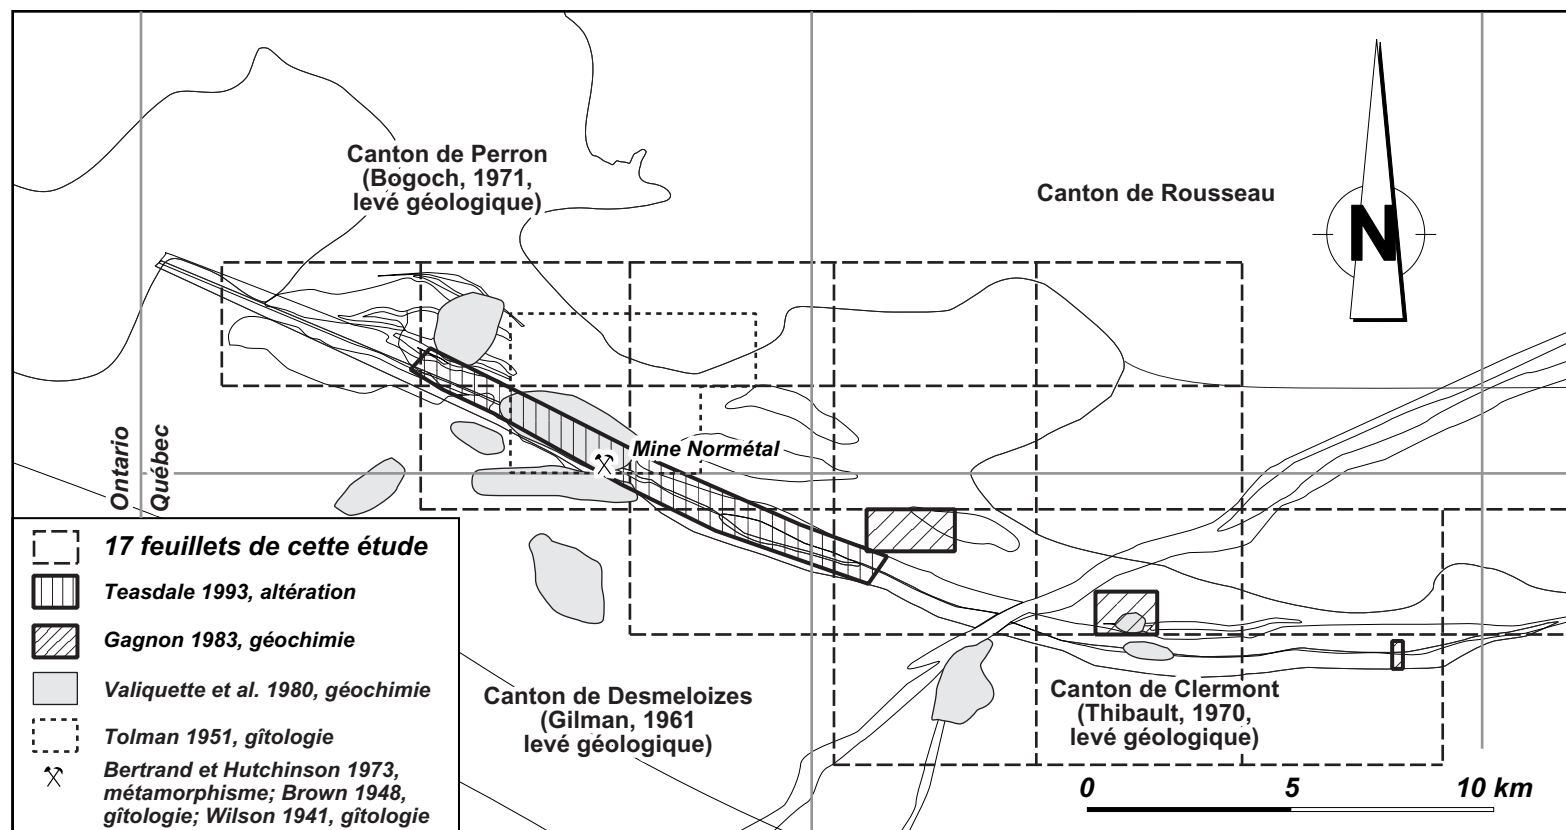 Canton de Perron
(Bogoch, 1971,
levé géologique)
Canton de Rousseau
N
Ontario
Québec
Mine Normétal
17 feuillets de cette étude
Teasdale 1993, altération
Gagnon 1983, géochimie
Valiquette et al. 1980, géochimie
Tolman 1951, gîtologie
Bertrand et Hutchinson 1973,
métamorphisme; Brown 1948,
gîtologie; Wilson 1941, gîtologie
Canton de Desmeloizes
(Gilman, 1961
levé géologique)
Canton de Clermont
(Thibault, 1970,
levé géologique)
0 5 10 km